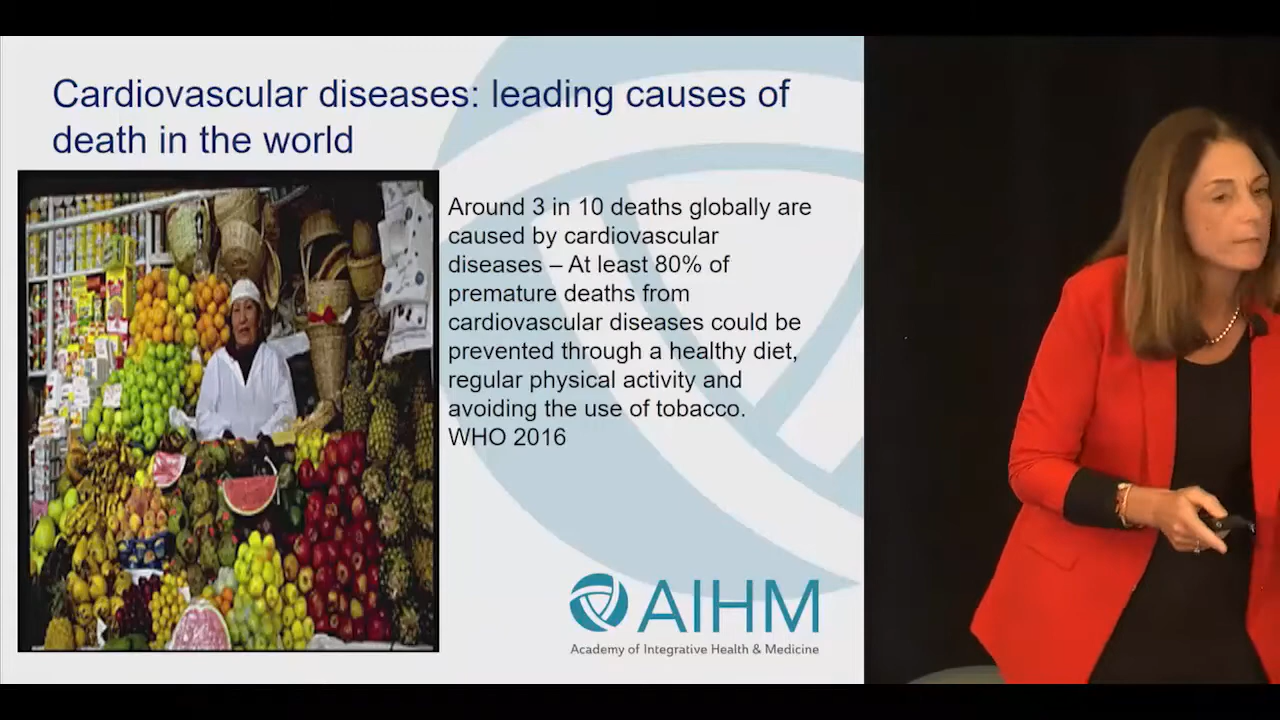 Cardiovascular diseases: leading causes of
death in the world
Around 3 in 10 deaths globally are
caused by cardiovascular
diseases – At least 80% of
premature deaths from
cardiovascular diseases could be
prevented through a healthy diet,
regular physical activity and
avoiding the use of tobacco.
WHO 2016
AIHM
Academy of Integrative Health & Medicine